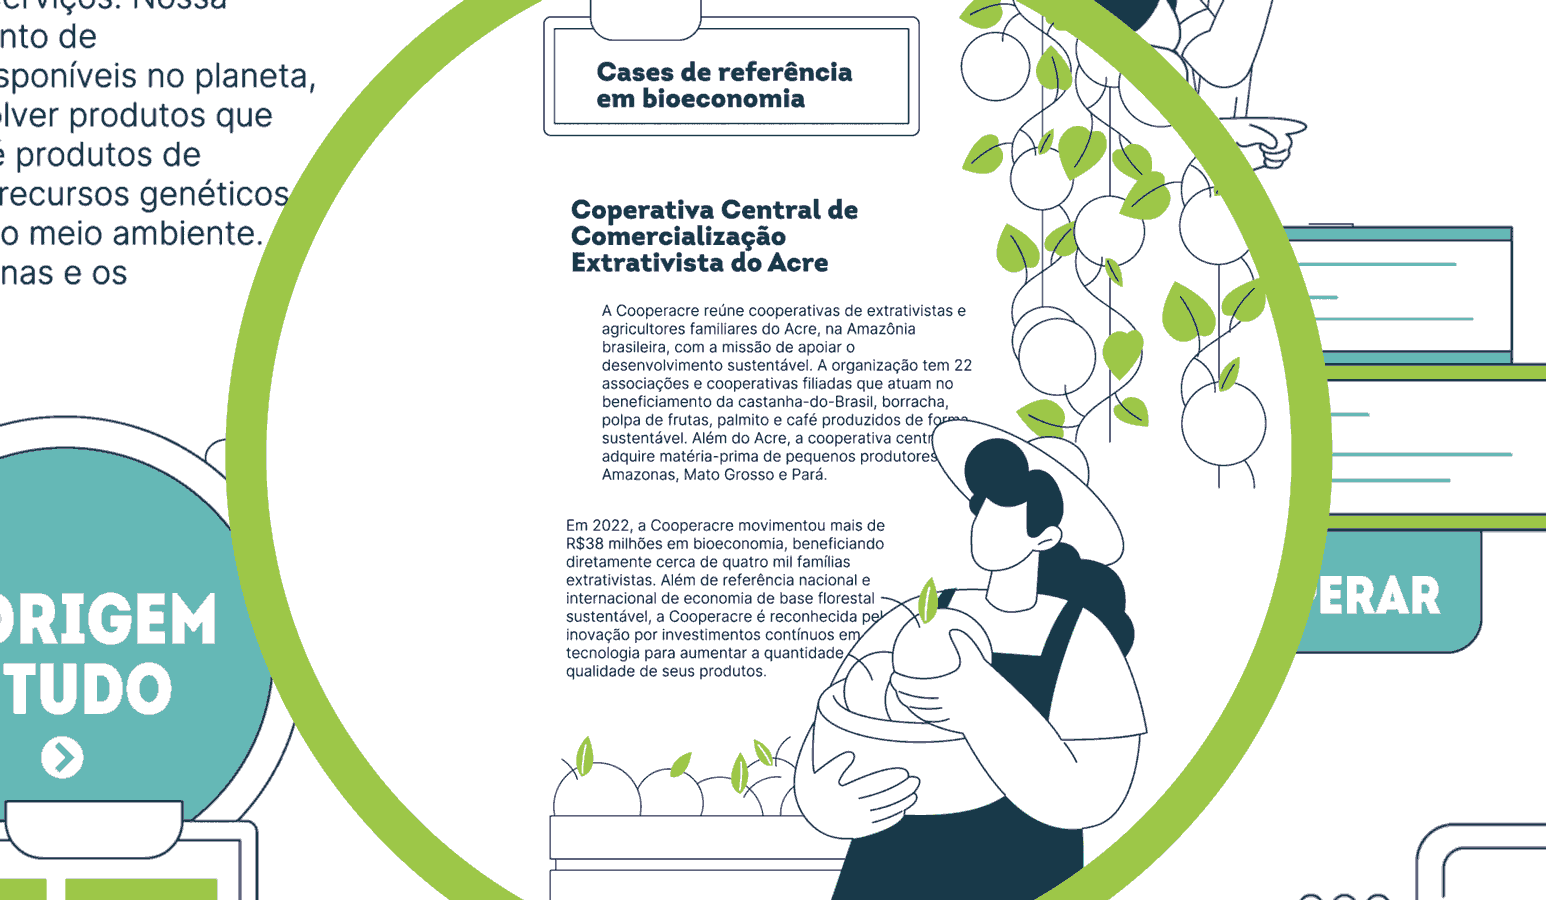 nto de
sponíveis no planeta,
lver produtos que
é produtos de
recursos genéticos
o meio ambiente.
nas e os
Cases de referência
em bioeconomia
Coperativa Central de
Comercialização
Extrativista do Acre
A Cooperacre reúne cooperativas de extrativistas e
agricultores familiares do Acre, na Amazônia
brasileira, com a missão de apoiar o
desenvolvimento sustentável. A organização tem 22
associações e cooperativas filiadas que atuam no
beneficiamento da castanha-do-Brasil, borracha,
polpa de frutas, palmito e café produzidos de forma
sustentável. Além do Acre, a cooperativa centr
adquire matéria-prima de pequenos produtores
Amazonas, Mato Grosso e Pará.
Em 2022, a Cooperacre movimentou mais de
R$38 milhões em bioeconomia, beneficiando
diretamente cerca de quatro mil famílias
extrativistas. Além de referência nacional e
internacional de economia de base florestal
sustentável, a Cooperacre é reconhecida pel
inovação por investimentos contínuos em
tecnologia para aumentar a quantidade
qualidade de seus produtos.
ORIGEM
TUDO
ERAR